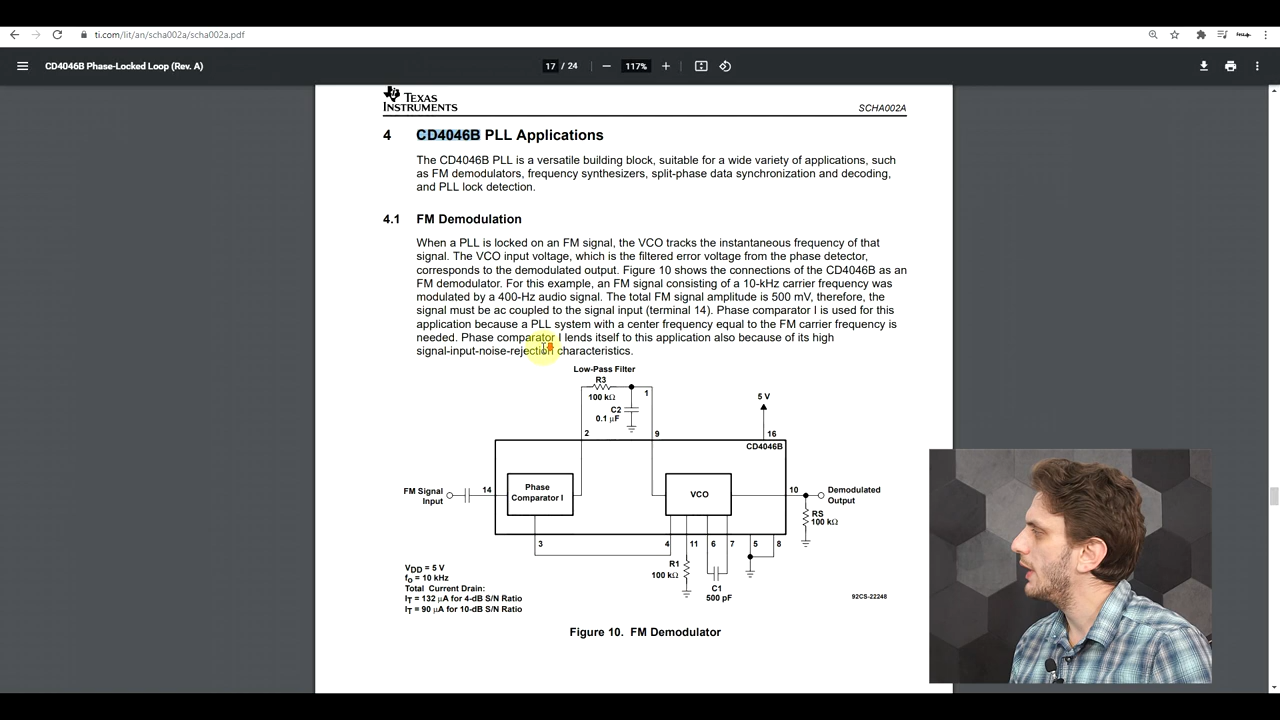 ti.com/lit/an/scha002a/scha002a.pdf
CD4046B Phase-Locked Loop (Rev. A)
17 / 24
117%
TEXAS
INSTRUMENTS
SCHA002A
4 CD4046B PLL Applications
The CD4046B PLL is a versatile building block, suitable for a wide variety of applications, such
as FM demodulators, frequency synthesizers, split-phase data synchronization and decoding,
and PLL lock detection.
4.1 FM Demodulation
When a PLL is locked on an FM signal, the VCO tracks the instantaneous frequency of that
signal. The VCO input voltage, which is the filtered error voltage from the phase detector,
corresponds to the demodulated output. Figure 10 shows the connections of the CD4046B as an
FM demodulator. For this example, an FM signal consisting of a 10-kHz carrier frequency was
modulated by a 400-Hz audio signal. The total FM signal amplitude is 500 mV, therefore, the
signal must be ac coupled to the signal input (terminal 14). Phase comparator I is used for this
application because a PLL system with a center frequency equal to the FM carrier frequency is
needed. Phase comparator I lends itself to this application also because of its high
signal-input-noise-rejection characteristics.
Low-Pass Filter
R3
100 kΩ
1
C2
0.1 µF
5 V
2
9
16
CD4046B
FM Signal
Input
14
Phase
Comparator I
VCO
10
Demodulated
Output
RS
100 kΩ
3
4
11
6
7
5
8
R1
100 kΩ
C1
500 pF
VDD = 5 V
fo = 10 kHz
Total Current Drain:
IT = 132 µA for 4-dB S/N Ratio
IT = 90 µA for 10-dB S/N Ratio
92CS-22248
Figure 10. FM Demodulator